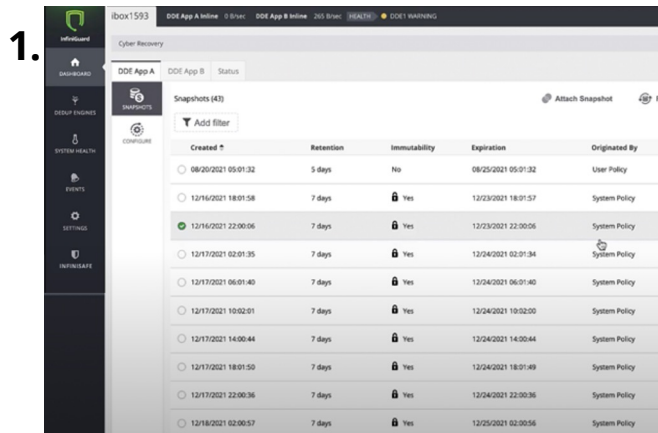 1.
InfiniGuard
ibox1593 DDE App A Inline 0 B/sec DDE App B Inline 265 B/sec HEALTH DDE1 WARNING
Cyber Recovery
DASHBOARD
DEDUP ENGINES
SYSTEM HEALTH
EVENTS
SETTINGS
INFINISAFE
DDE App A DDE App B Status
SNAPSHOTS
CONFIGURE
Snapshots (43) Attach Snapshot
Add filter
Created Retention Immutability Expiration Originated By
08/20/2021 05:01:32 5 days No 08/25/2021 05:01:32 User Policy
12/16/2021 18:01:58 7 days Yes 12/23/2021 18:01:57 System Policy
12/16/2021 22:00:06 7 days Yes 12/23/2021 22:00:06 System Policy
12/17/2021 02:01:35 7 days Yes 12/24/2021 02:01:34 System Policy
12/17/2021 06:01:40 7 days Yes 12/24/2021 06:01:40 System Policy
12/17/2021 10:02:01 7 days Yes 12/24/2021 10:02:00 System Policy
12/17/2021 14:00:44 7 days Yes 12/24/2021 14:00:44 System Policy
12/17/2021 18:01:50 7 days Yes 12/24/2021 18:01:49 System Policy
12/17/2021 22:00:36 7 days Yes 12/24/2021 22:00:36 System Policy
12/18/2021 02:00:57 7 days Yes 12/25/2021 02:00:56 System Policy